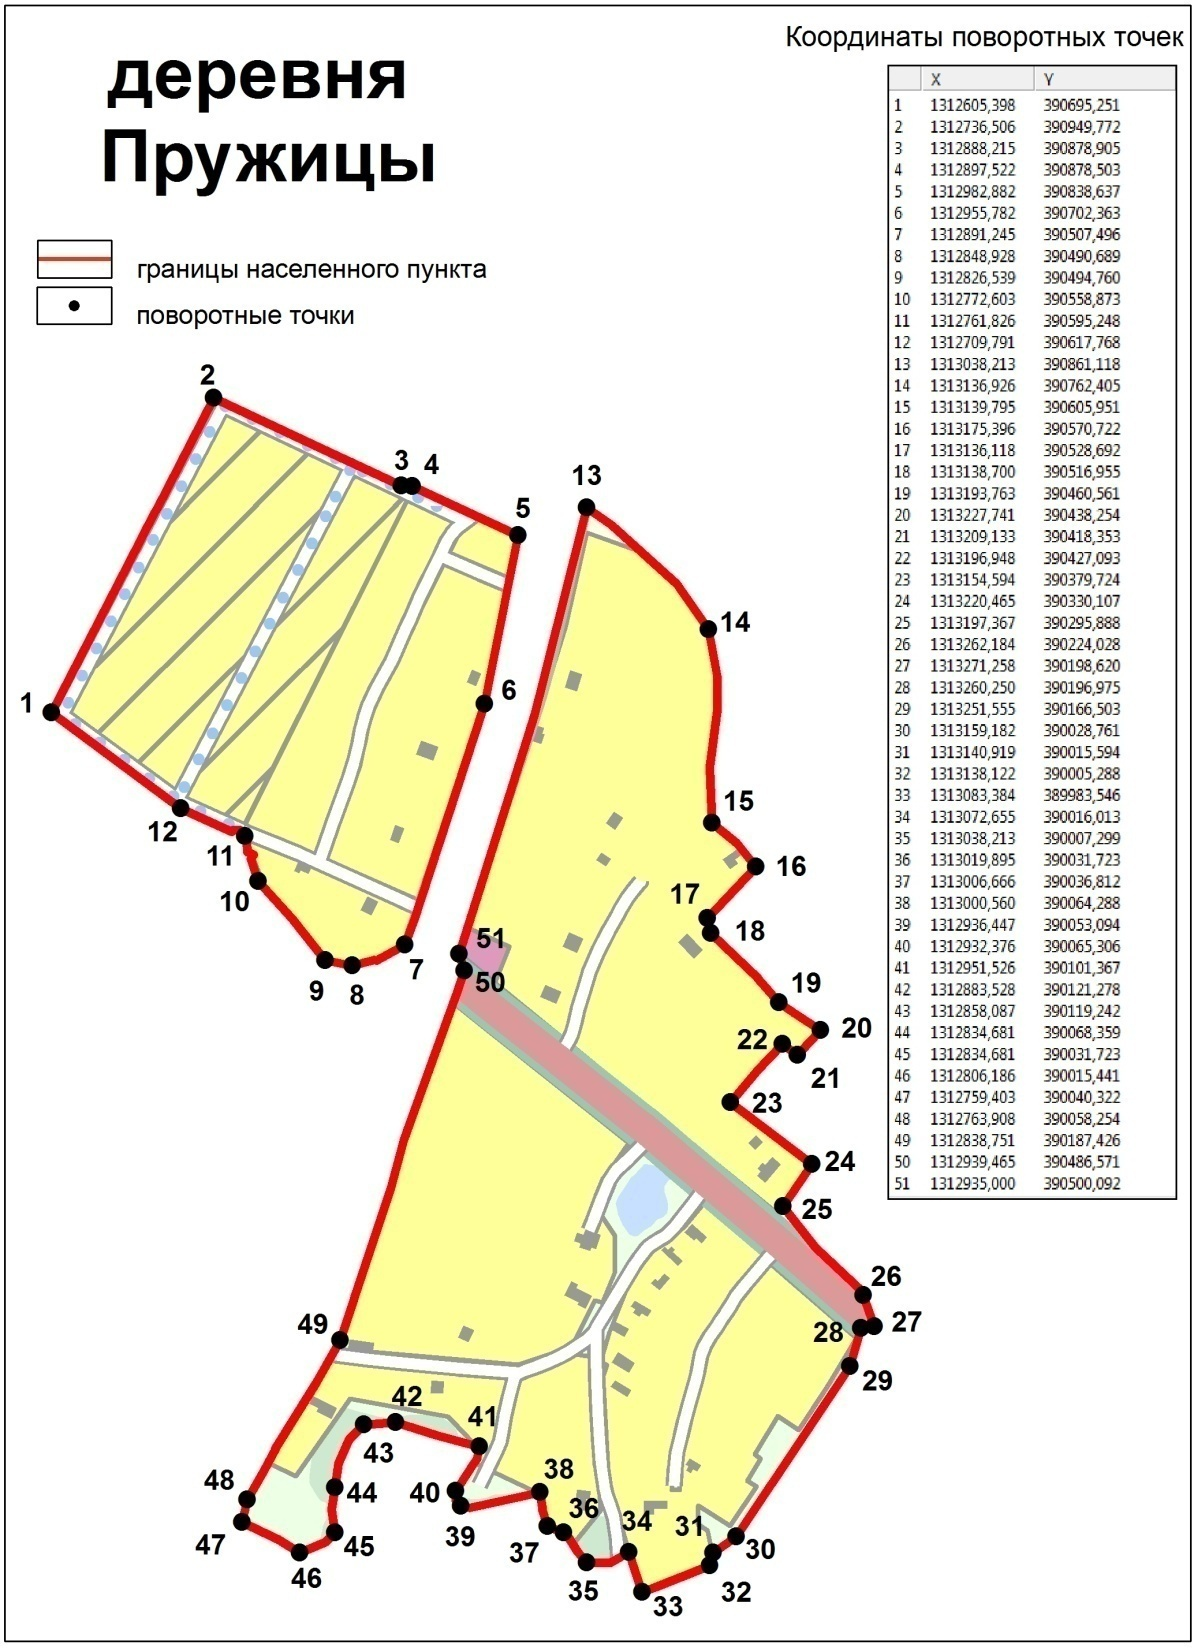 деревня
Пружицы
границы населенного пункта
поворотные точки
Координаты поворотных точек
X Y
1 1312605,398 390695,251
2 1312736,506 390949,772
3 1312888,215 390878,905
4 1312897,522 390878,503
5 1312982,882 390838,637
6 1312955,782 390702,363
7 1312891,245 390507,496
8 1312848,928 390490,689
9 1312826,539 390494,760
10 1312772,603 390558,873
11 1312761,826 390595,248
12 1312709,791 390617,768
13 1313038,213 390861,118
14 1313136,926 390762,405
15 1313139,795 390605,951
16 1313175,396 390570,722
17 1313136,118 390528,692
18 1313138,700 390516,955
19 1313193,763 390460,561
20 1313227,741 390438,254
21 1313209,133 390418,353
22 1313196,948 390427,093
23 1313154,594 390379,724
24 1313220,465 390330,107
25 1313197,367 390295,888
26 1313262,184 390224,028
27 1313271,258 390198,620
28 1313260,250 390196,975
29 1313251,555 390166,503
30 1313159,182 390028,761
31 1313140,919 390015,594
32 1313138,122 390005,288
33 1313083,384 389983,546
34 1313072,655 390016,013
35 1313038,213 390007,299
36 1313019,895 390031,723
37 1313006,666 390036,812
38 1313000,560 390064,288
39 1312936,447 390053,094
40 1312932,376 390065,306
41 1312951,526 390101,367
42 1312883,528 390121,278
43 1312858,087 390119,242
44 1312834,681 390068,359
45 1312834,681 390031,723
46 1312806,186 390015,441
47 1312759,403 390040,322
48 1312763,908 390058,254
49 1312838,751 390187,426
50 1312939,465 390486,571
51 1312935,000 390500,092
2
3 4
13
5
14
6
1
15
12
11
16
10
17
18
51
7
9 8
50
19
20
22
21
23
24
25
26
27
28
49
29
42
41
43
48
44
40
38
39
36
34
31
47
45
37
30
46
35
32
33